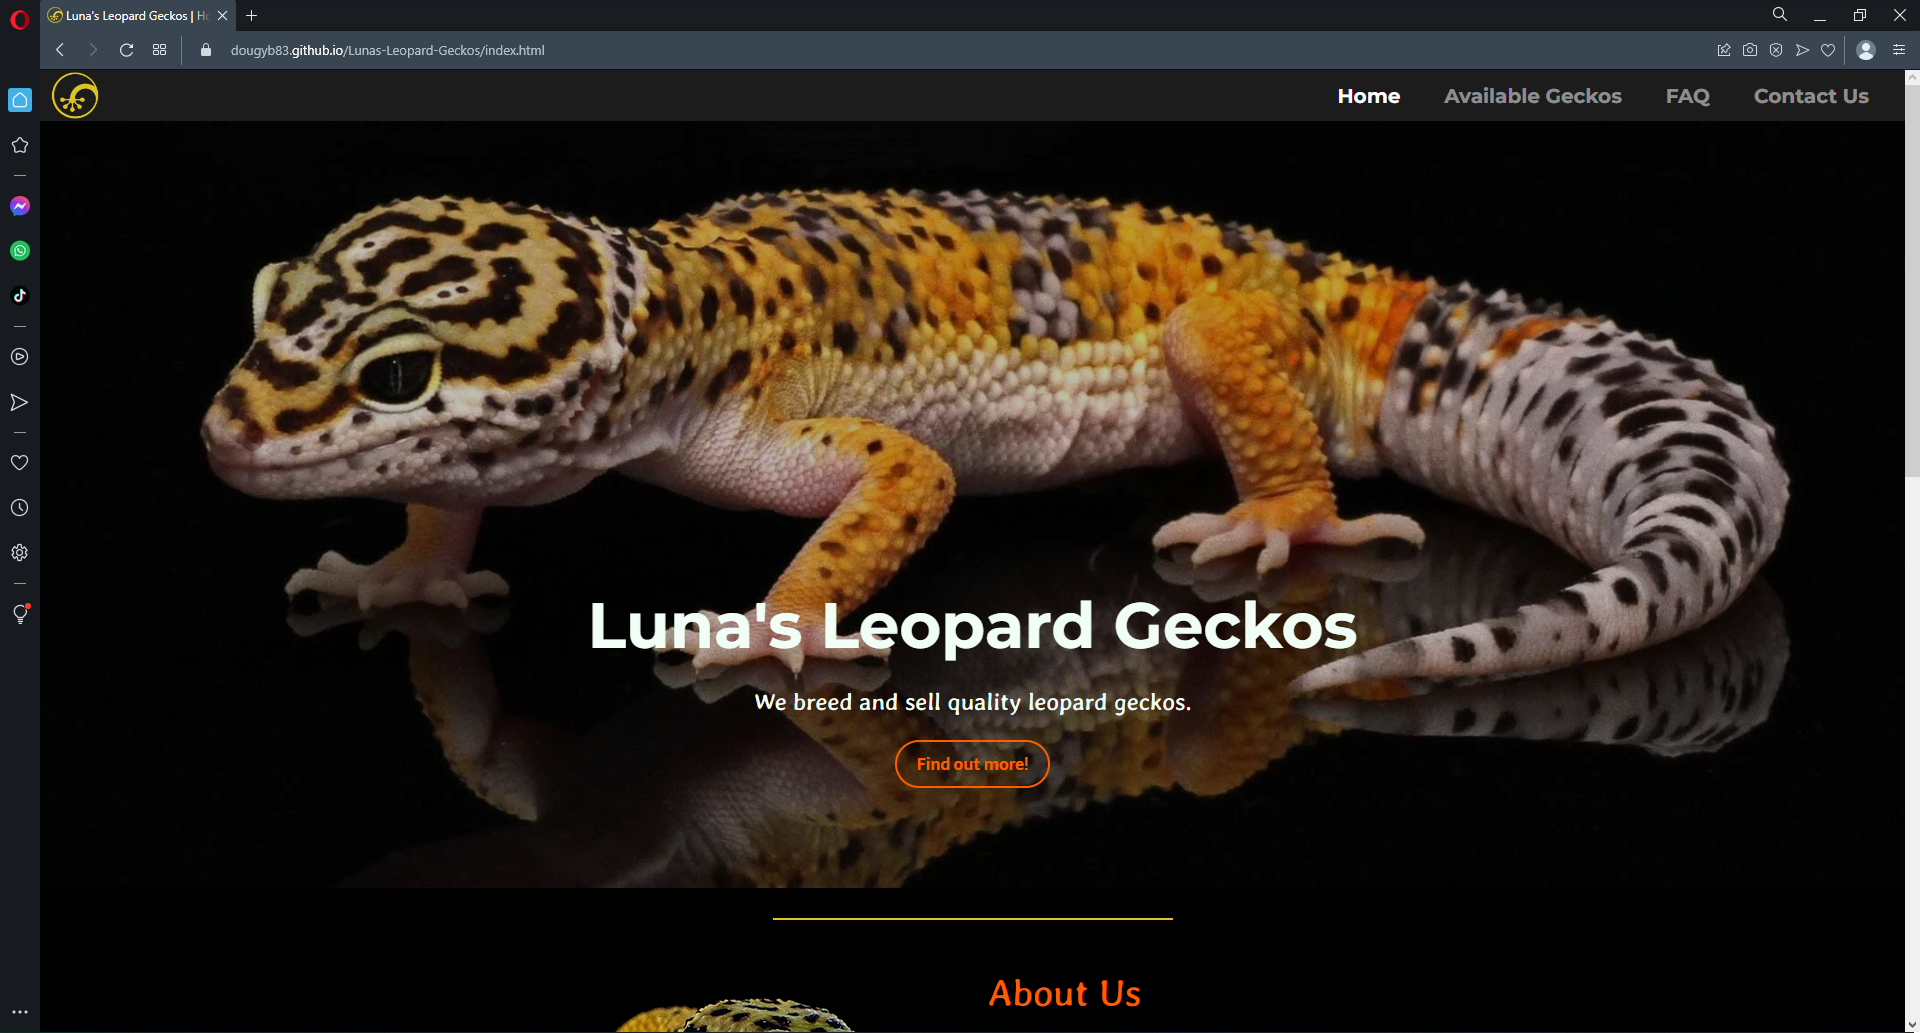 Luna's Leopard Geckos | Ho
dougyb83.github.io/Lunas-Leopard-Geckos/index.html
Home Available Geckos FAQ Contact Us
Luna's Leopard Geckos
We breed and sell quality leopard geckos.
Find out more!
About Us